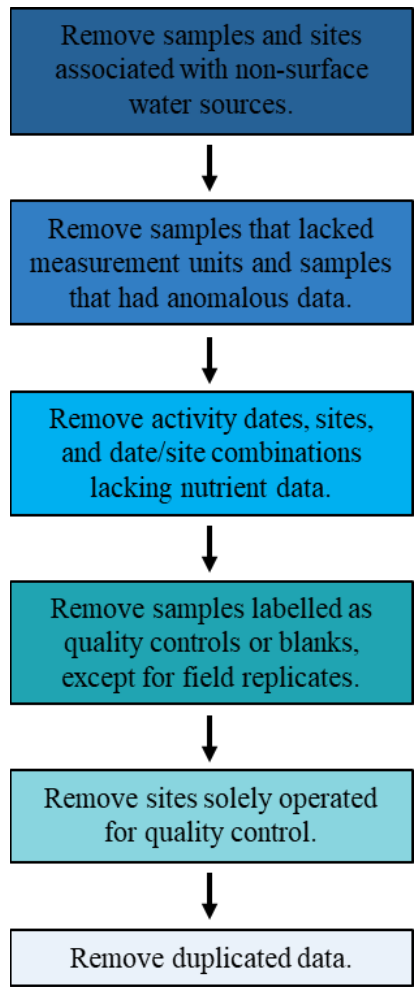 Remove samples and sites
associated with non-surface
water sources.
Remove samples that lacked
measurement units and samples
that had anomalous data.
Remove activity dates, sites,
and date/site combinations
lacking nutrient data.
Remove samples labelled as
quality controls or blanks,
except for field replicates.
Remove sites solely operated
for quality control.
Remove duplicated data.